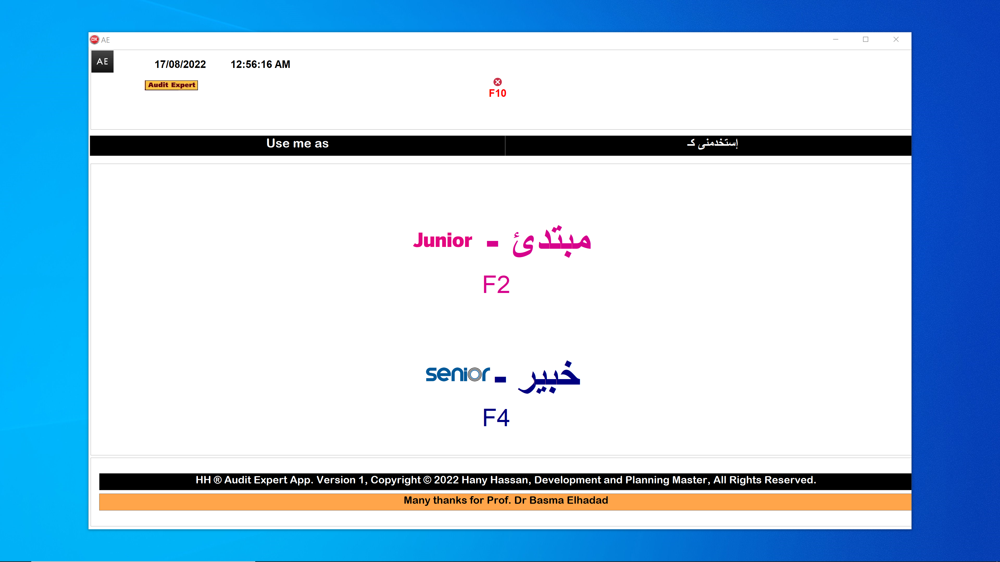 DX AE
AE
17/08/2022 12:56:16 AM
Audit Expert
F10
Use me as
إستخدمنى كـ
Junior - مبتدئ
F2
senior - خبير
F4
HH ® Audit Expert App. Version 1, Copyright © 2022 Hany Hassan, Development and Planning Master, All Rights Reserved.
Many thanks for Prof. Dr Basma Elhadad